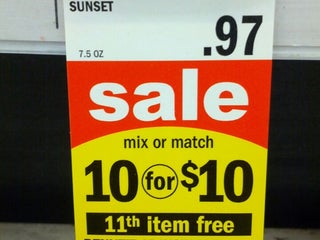 SUNSET
.97
7.5 OZ
sale
mix or match
10 for $10
11th item free